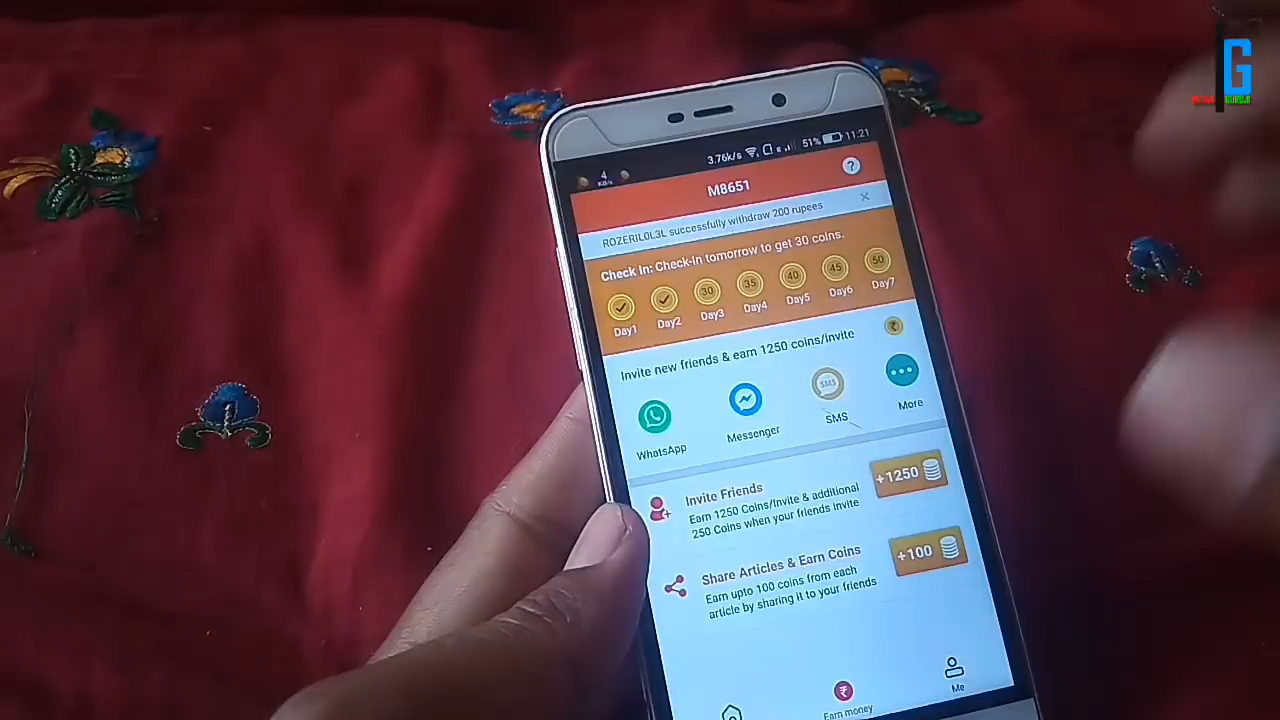 G
3.76k/s 51% 11:21
4
KB/s
M8651
?
ROZERIL0L3L successfully withdraw 200 rupees
Check In: Check-in tomorrow to get 30 coins.
30 35 40 45 50
Day1 Day2 Day3 Day4 Day5 Day6 Day7
Invite new friends & earn 1250 coins/Invite
₹
SMS
WhatsApp Messenger SMS More
Invite Friends
Earn 1250 Coins/Invite & additional
250 Coins when your friends invite
+1250
Share Articles & Earn Coins
Earn upto 100 coins from each
article by sharing it to your friends
+100
₹
Earn money
Me